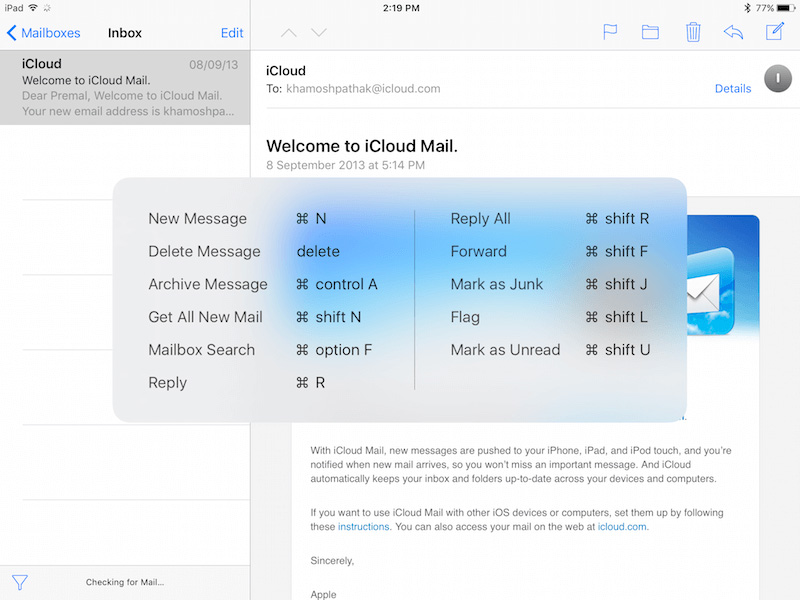 iPad 2:19 PM 77%
Mailboxes Inbox Edit
iCloud 08/09/13
Welcome to iCloud Mail.
Dear Premal, Welcome to iCloud Mail.
Your new email address is khamoshpa...
Checking for Mail...
iCloud
To: khamoshpathak@icloud.com
Details
I
Welcome to iCloud Mail.
8 September 2013 at 5:14 PM
New Message ⌘ N
Delete Message delete
Archive Message ⌘ control A
Get All New Mail ⌘ shift N
Mailbox Search ⌘ option F
Reply ⌘ R
Reply All ⌘ shift R
Forward ⌘ shift F
Mark as Junk ⌘ shift J
Flag ⌘ shift L
Mark as Unread ⌘ shift U
With iCloud Mail, new messages are pushed to your iPhone, iPad, and iPod touch, and you're
notified when new mail arrives, so you won't miss an important message. And iCloud
automatically keeps your inbox and folders up-to-date across your devices and computers.
If you want to use iCloud Mail with other iOS devices or computers, set them up by following
these instructions. You can also access your mail on the web at icloud.com.
Sincerely,
Apple